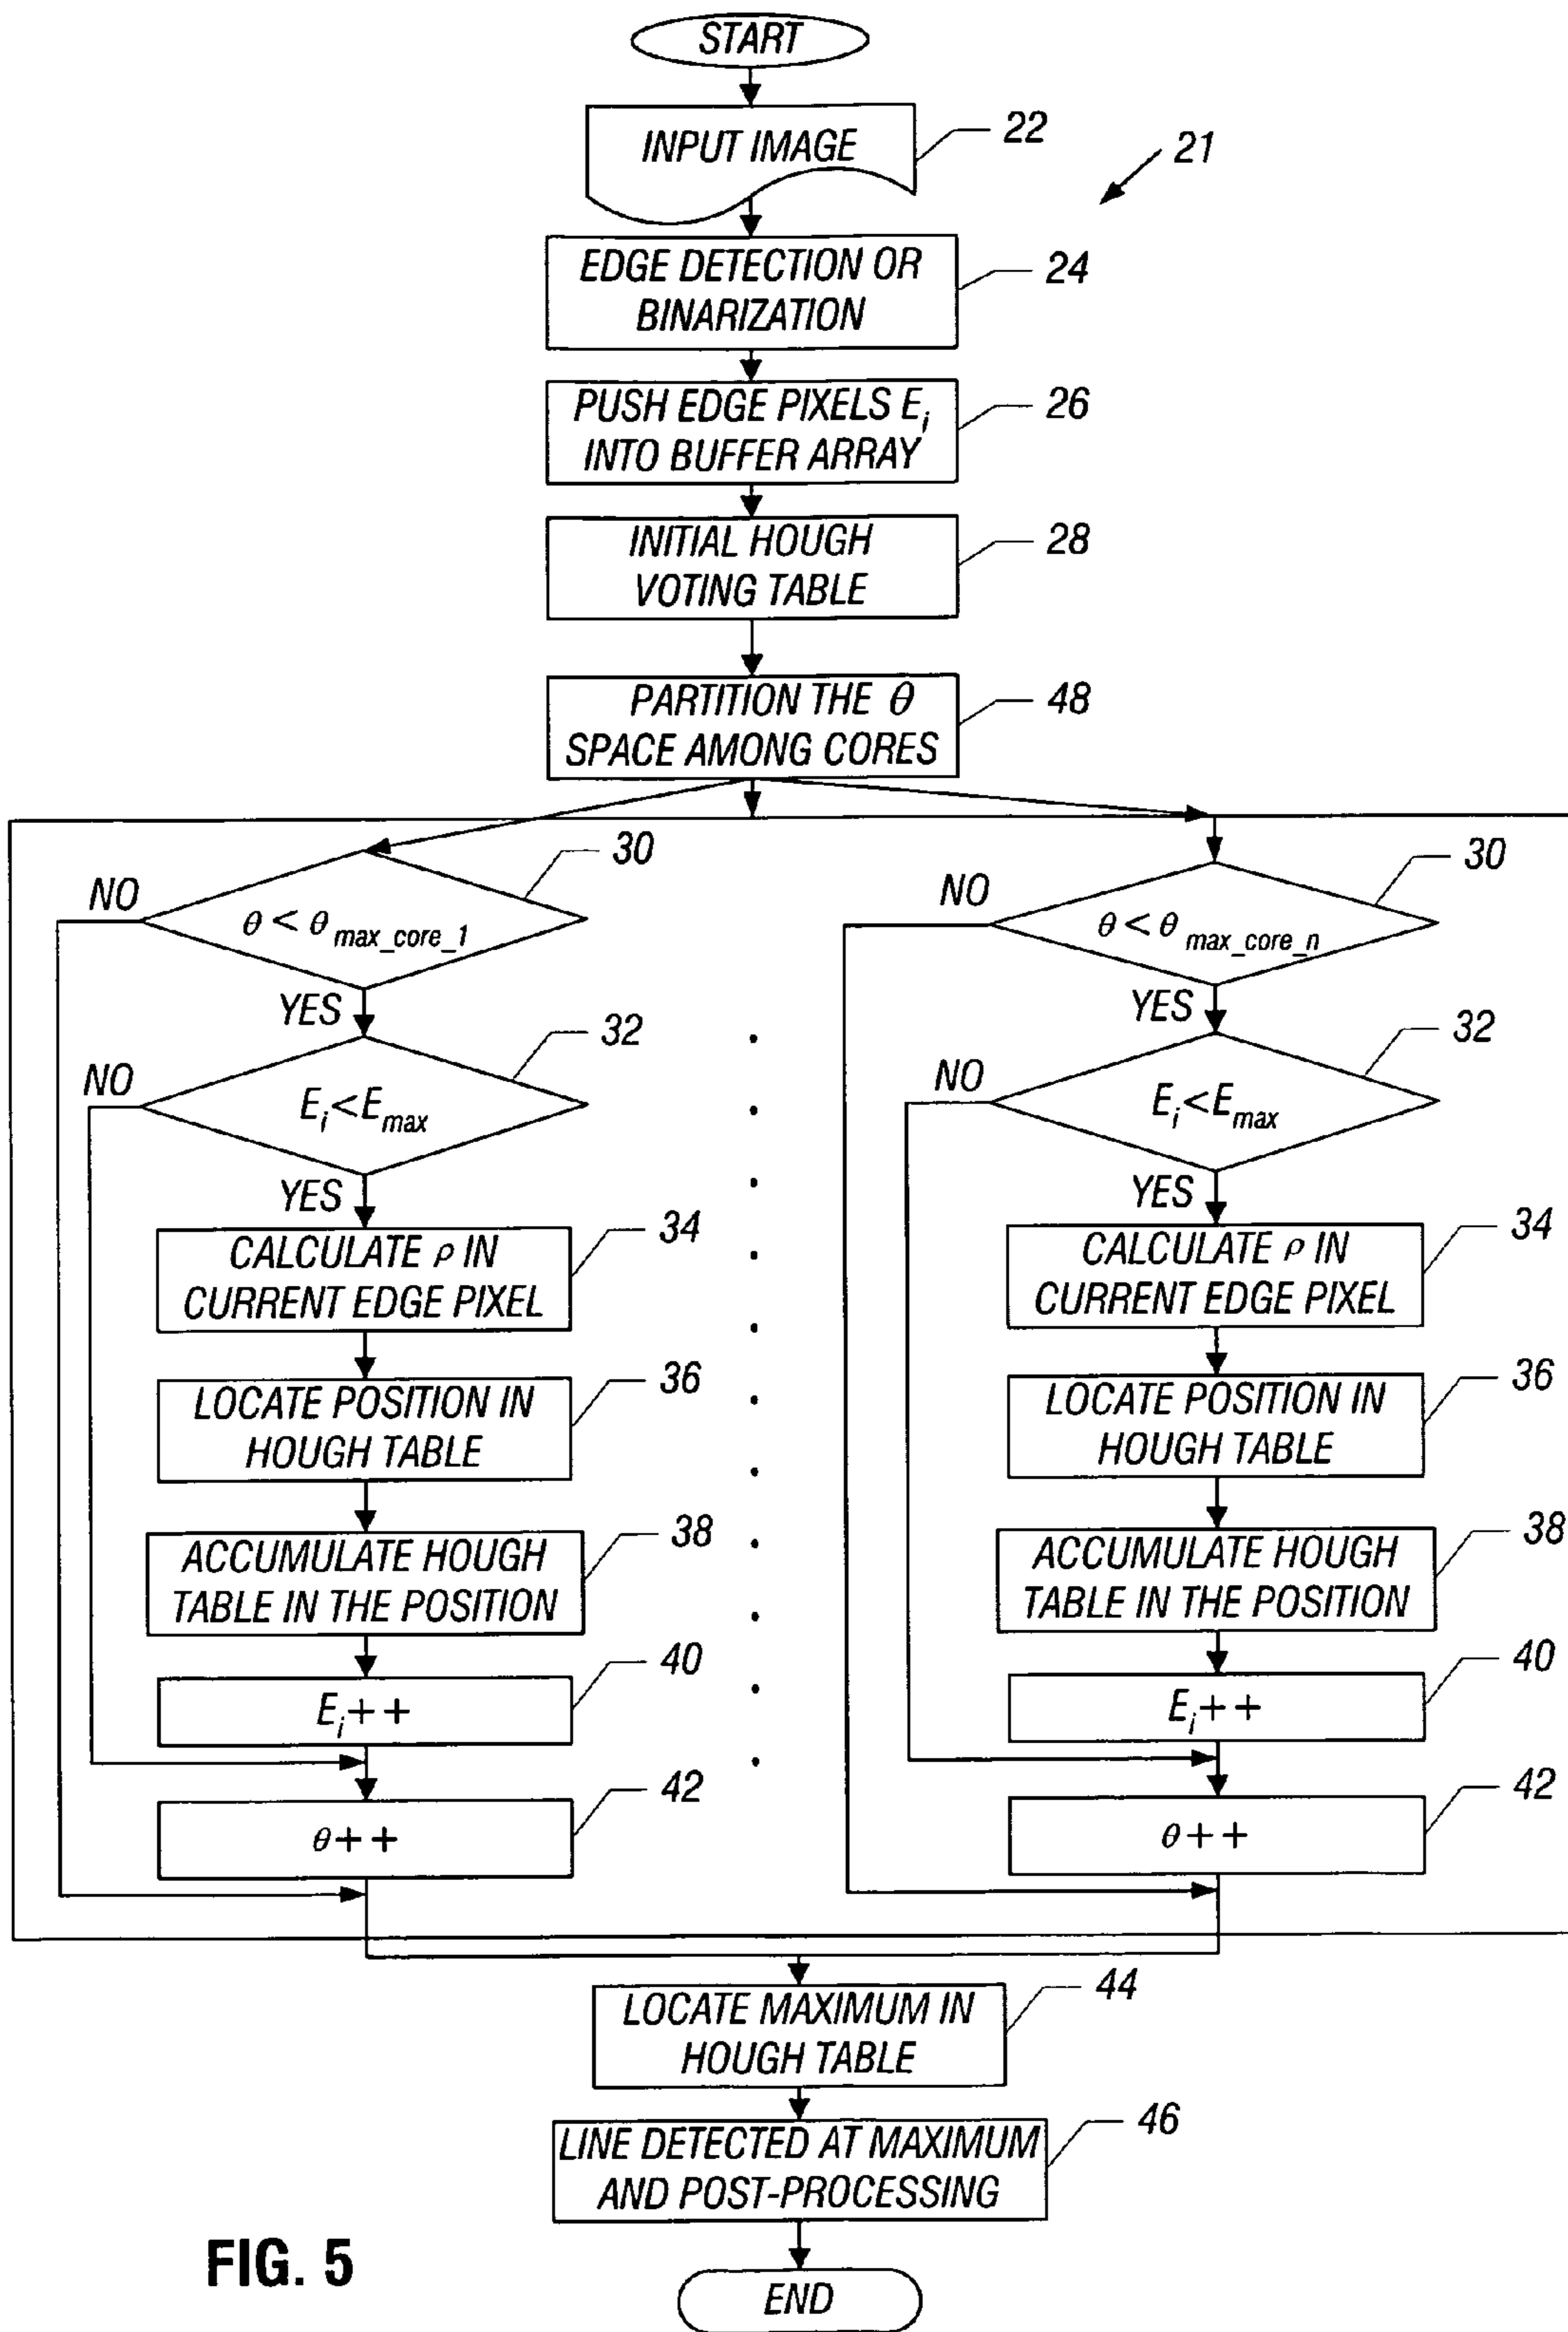 START
INPUT IMAGE
22
21
EDGE DETECTION OR
BINARIZATION
24
PUSH EDGE PIXELS E_i
INTO BUFFER ARRAY
26
INITIAL HOUGH
VOTING TABLE
28
PARTITION THE θ
SPACE AMONG CORES
48
NO
θ < θ max_core_1
30
YES
NO
E_i<E_max
32
YES
CALCULATE ρ IN
CURRENT EDGE PIXEL
34
LOCATE POSITION IN
HOUGH TABLE
36
ACCUMULATE HOUGH
TABLE IN THE POSITION
38
E_i++
40
θ++
42
NO
θ < θ max_core_n
30
YES
NO
E_i<E_max
32
YES
CALCULATE ρ IN
CURRENT EDGE PIXEL
34
LOCATE POSITION IN
HOUGH TABLE
36
ACCUMULATE HOUGH
TABLE IN THE POSITION
38
E_i++
40
θ++
42
LOCATE MAXIMUM IN
HOUGH TABLE
44
LINE DETECTED AT MAXIMUM
AND POST-PROCESSING
46
END
FIG. 5